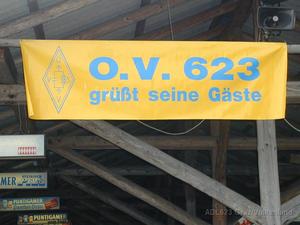 O.V. 623
grüßt seine Gäste
PUNTIGAMER
PUNTIGAMER